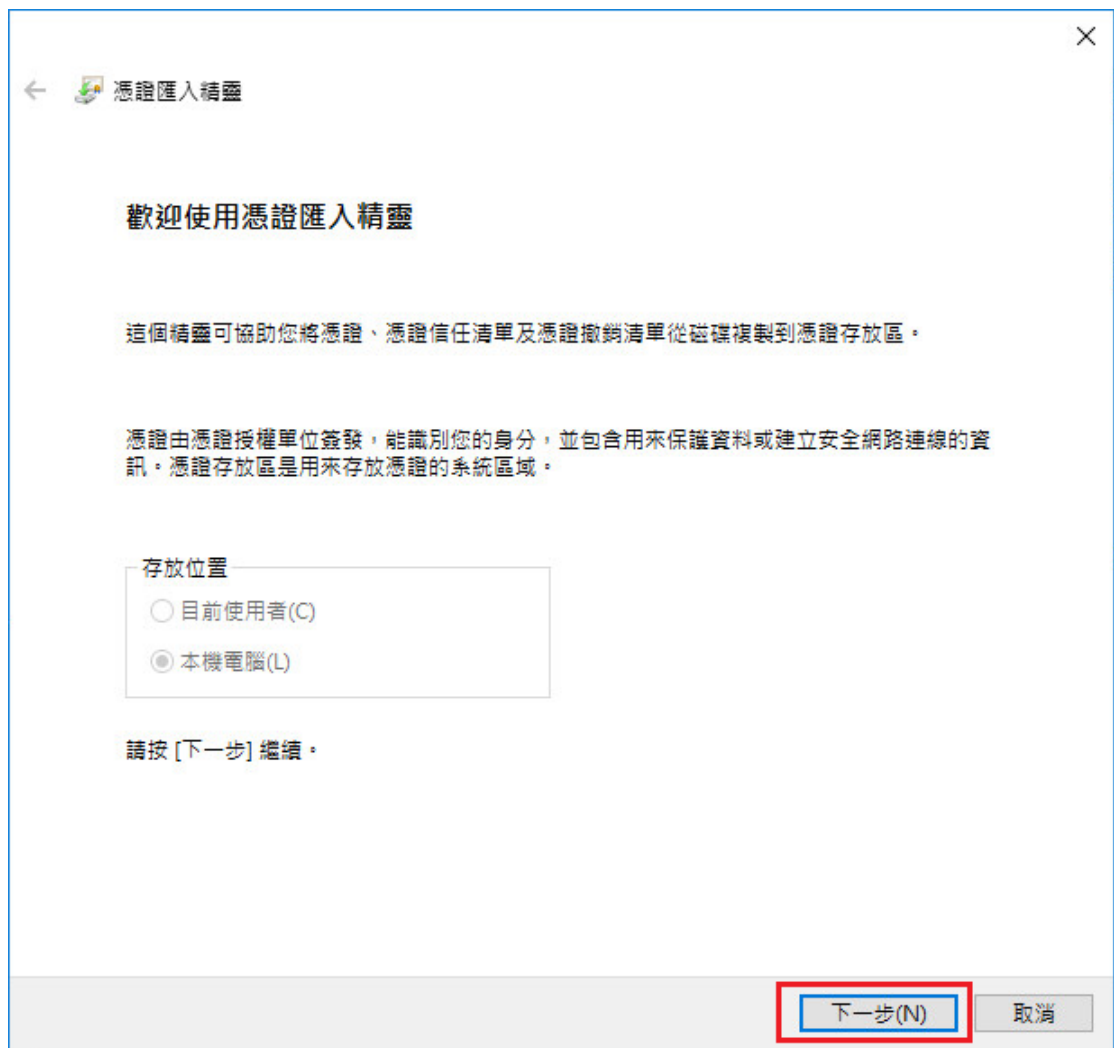 憑證匯入精靈
歡迎使用憑證匯入精靈
這個精靈可協助您將憑證、憑證信任清單及憑證撤銷清單從磁碟複製到憑證存放區。
憑證由憑證授權單位簽發，能識別您的身分，並包含用來保護資料或建立安全網路連線的資
訊。憑證存放區是用來存放憑證的系統區域。
存放位置
目前使用者(C)
本機電腦(L)
請按 [下一步] 繼續。
下一步(N)
取消